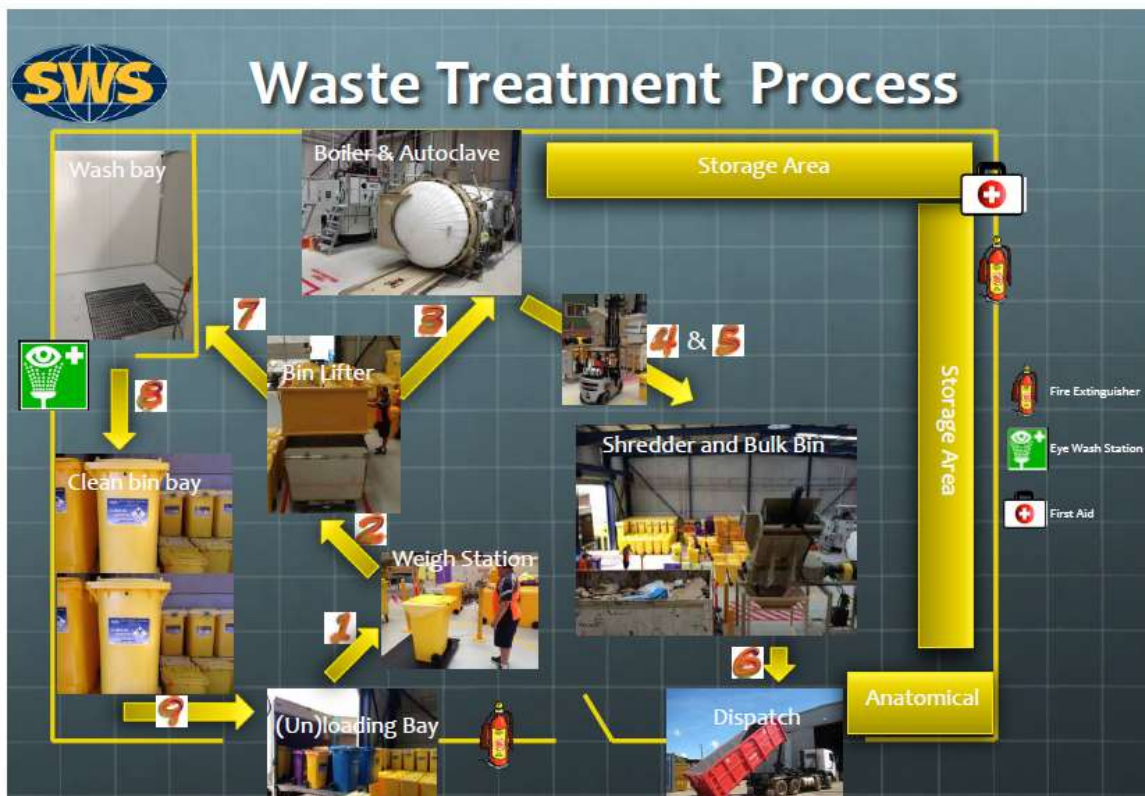 SWS
Waste Treatment Process
Wash bay
Boiler & Autoclave
Storage Area
7
3
4 & 5
Bin Lifter
8
Storage Area
Fire Extinguisher
Shredder and Bulk Bin
Eye Wash Station
Clean bin bay
First Aid
2
Weigh Station
1
6
Anatomical
9
(Un)loading Bay
Dispatch